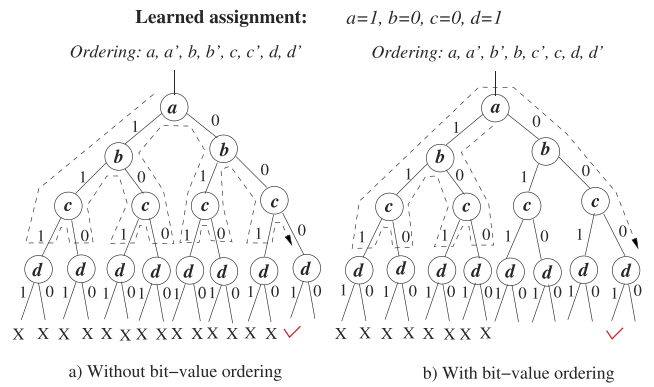 Learned assignment: a=1, b=0, c=0, d=1
Ordering: a, a’, b, b’, c, c’, d, d’
Ordering: a, a’, b’, b, c’, c, d, d’
a
a
1 0
1 0
b b
b b
1 0 1 0
1 0 1 0
c c c c
c c c c
1 0 1 0 1 0 1 0
1 0 1 0 1 0 1 0
d d d d d d d d
d d d d d d d d
1 0 1 0 1 0 1 0 1 0 1 0 1 0 1 0
1 0 1 0 1 0 1 0 1 0 1 0 1 0 1 0
X X X X X X X X X X X X X X ✓
X X X X X X X X ✓
a) Without bit−value ordering
b) With bit−value ordering